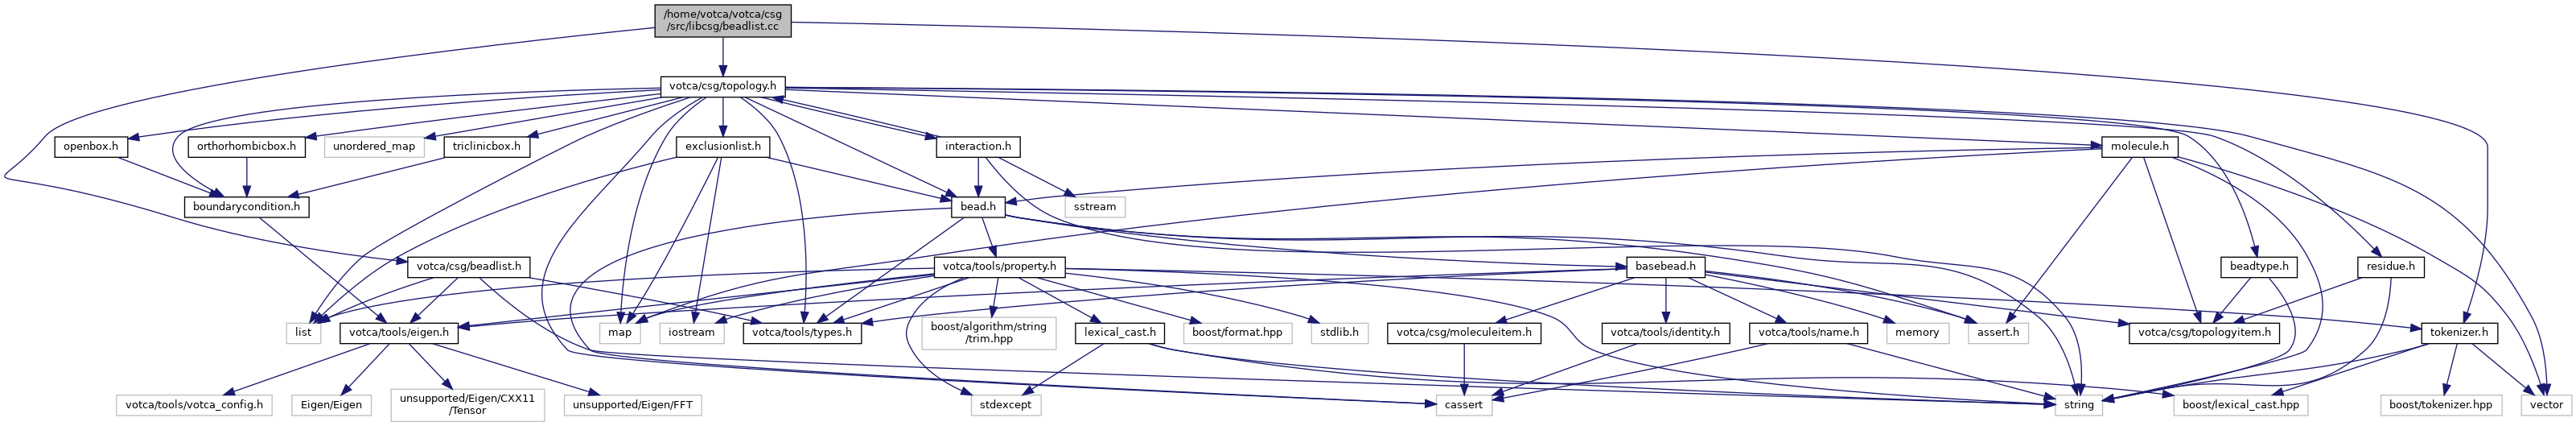 /home/votca/votca/csg
/src/libcsg/beadlist.cc
votca/csg/topology.h
openbox.h
orthorhombicbox.h
unordered_map
triclinicbox.h
exclusionlist.h
interaction.h
molecule.h
boundarycondition.h
bead.h
sstream
votca/csg/beadlist.h
votca/tools/property.h
basebead.h
beadtype.h
residue.h
list
votca/tools/eigen.h
map
iostream
votca/tools/types.h
boost/algorithm/string
/trim.hpp
lexical_cast.h
boost/format.hpp
stdlib.h
votca/csg/moleculeitem.h
votca/tools/identity.h
votca/tools/name.h
memory
assert.h
votca/csg/topologyitem.h
tokenizer.h
votca/tools/votca_config.h
Eigen/Eigen
unsupported/Eigen/CXX11
/Tensor
unsupported/Eigen/FFT
stdexcept
cassert
string
boost/lexical_cast.hpp
boost/tokenizer.hpp
vector